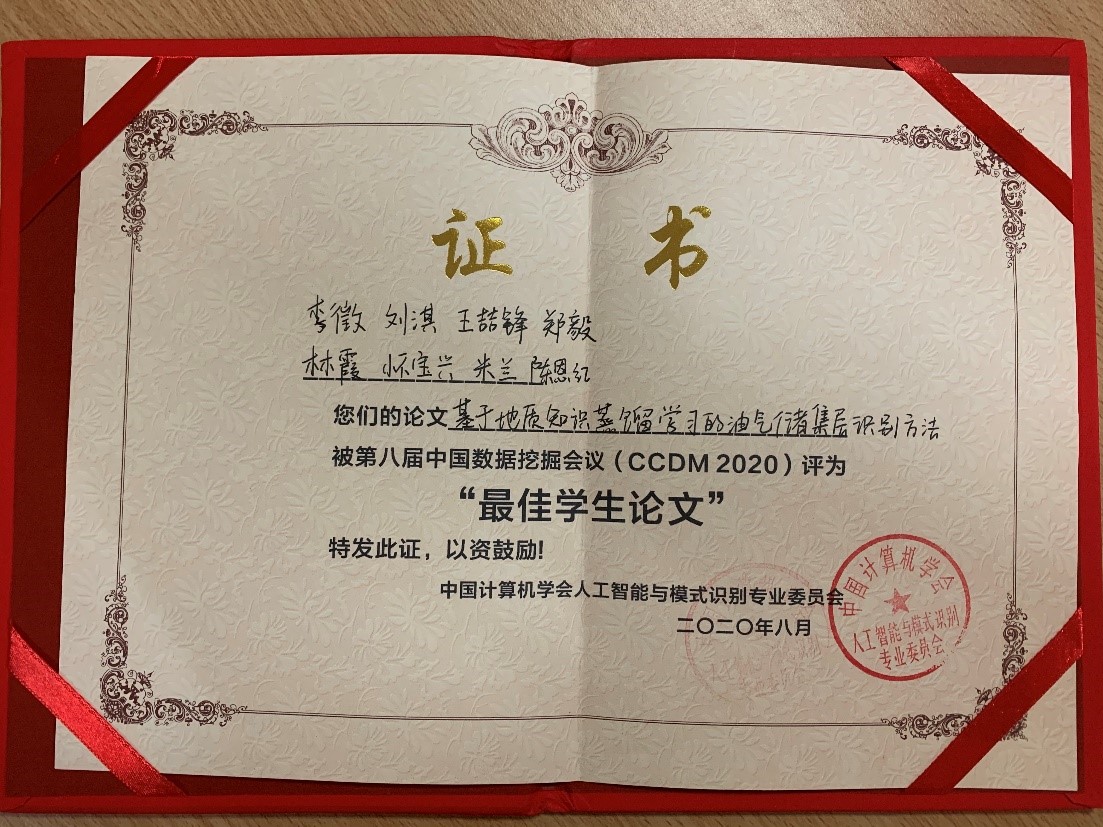 证 书
李徵 刘淇 王喆锋 郑毅
林霞 怀宝兴 米兰 陈恩红
您们的论文基于地质知识蒸馏学习的油气储集层识别方法
被第八届中国数据挖掘会议（CCDM 2020）评为
“最佳学生论文”
特发此证，以资鼓励！
中国计算机学会人工智能与模式识别专业委员会
二〇二〇年八月
中国计算机学会
人工智能与模式识别
专业委员会